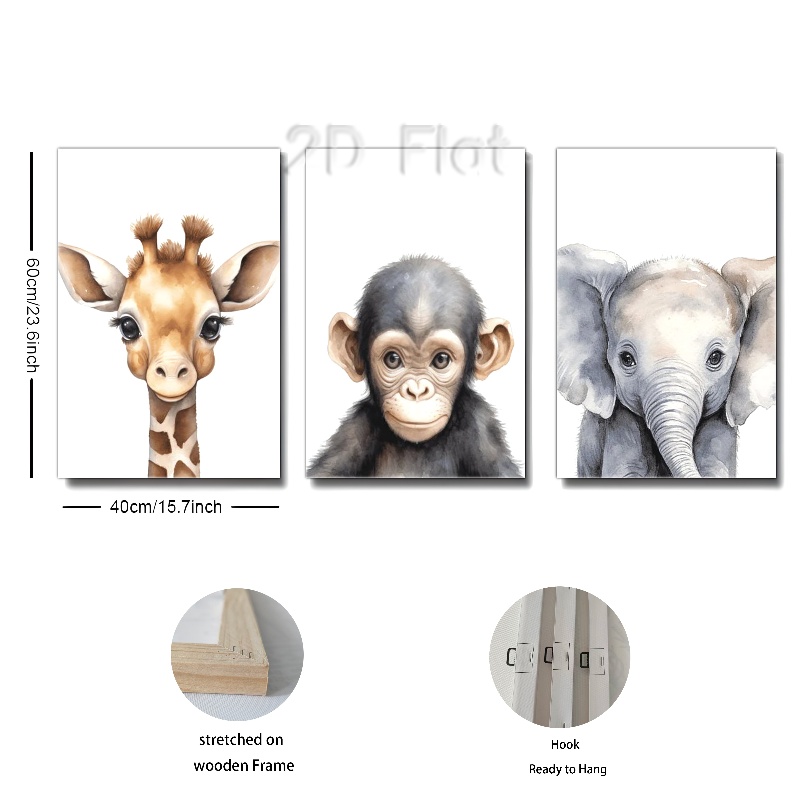 2D Flat
60cm/23.6inch
40cm/15.7inch
stretched on
wooden Frame
Hook
Ready to Hang